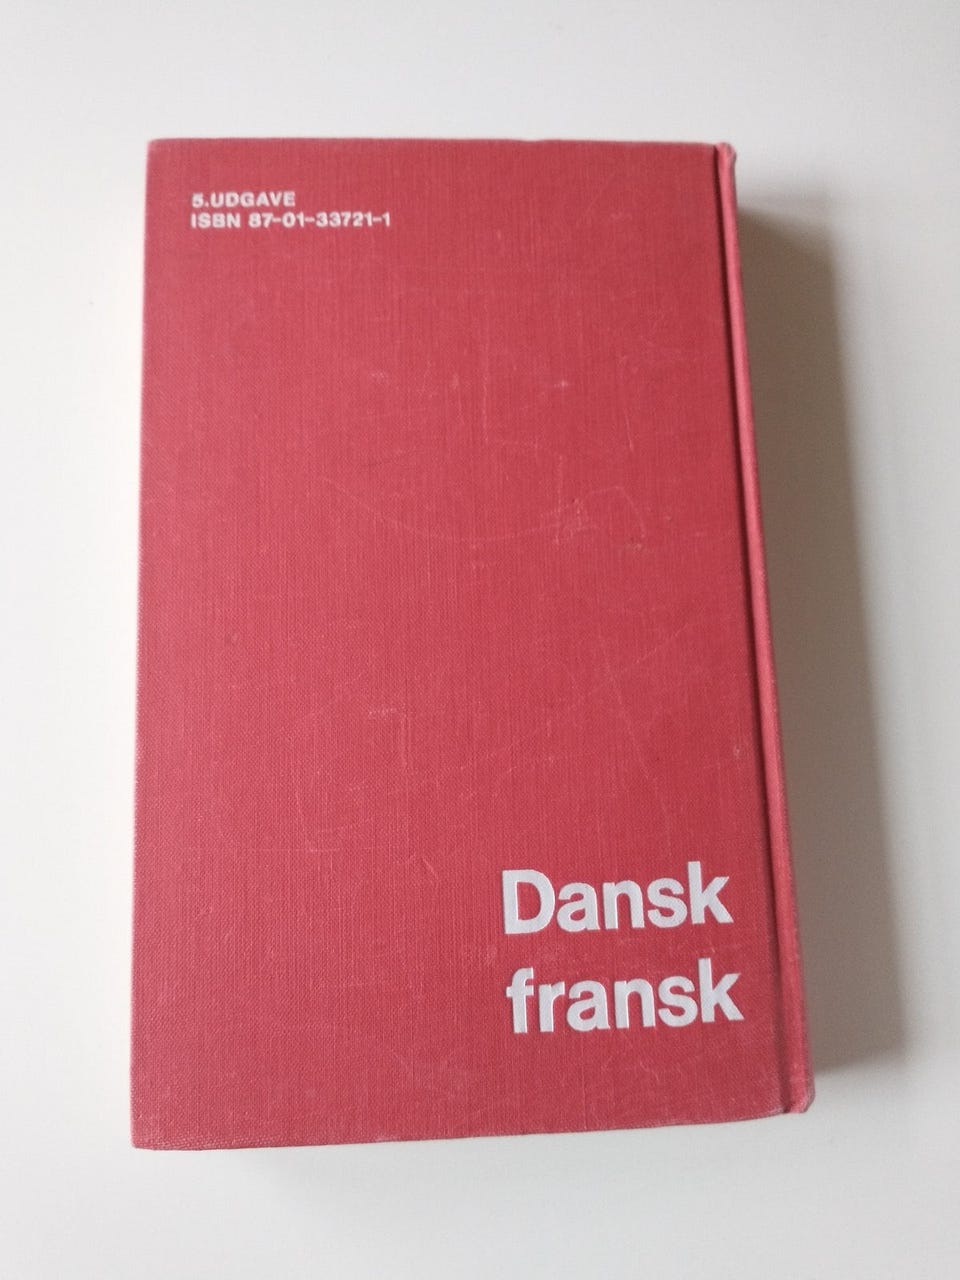 5.UDGAVE
ISBN 87-01-33721-1
Dansk
fransk